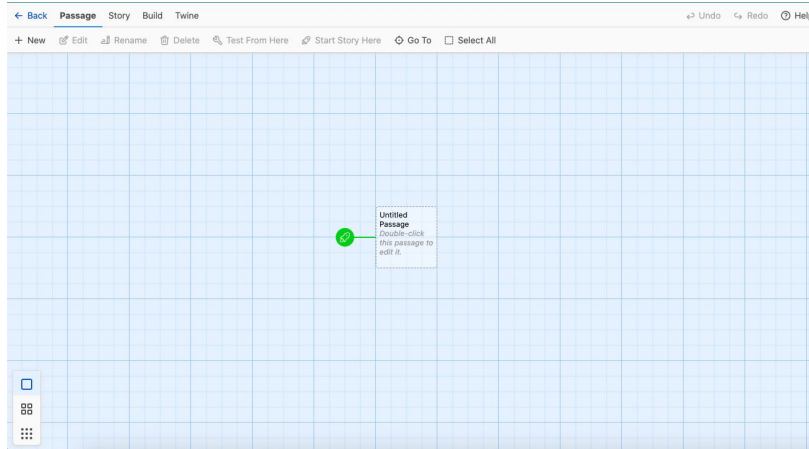 ← Back Passage Story Build Twine Undo Redo Help
+ New Edit Rename Delete Test From Here Start Story Here Go To Select All
Untitled
Passage
Double-click
this passage to
edit it.